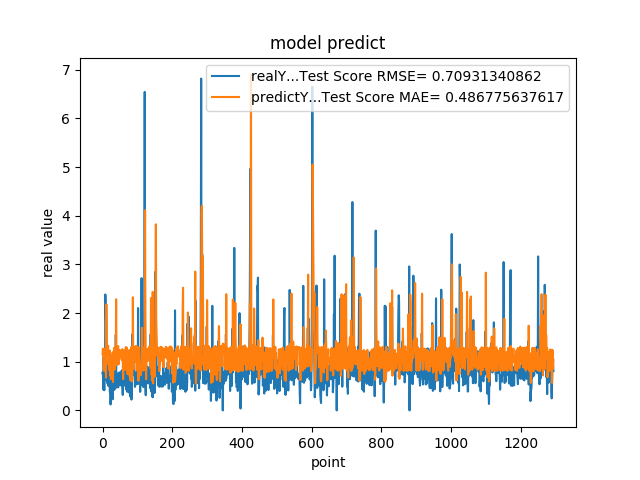 model predict
realY...Test Score RMSE= 0.70931340862
predictY...Test Score MAE= 0.486775637617
real value
7
6
5
4
3
2
1
0
0 200 400 600 800 1000 1200
point